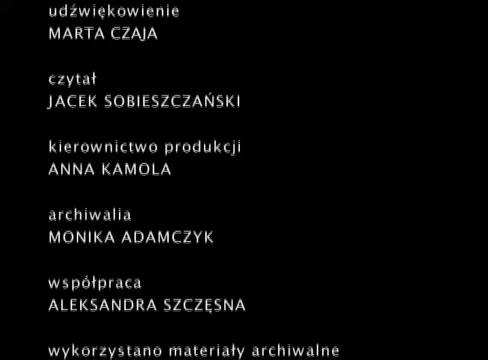 udźwiękowienie
MARTA CZAJA
czytał
JACEK SOBIESZCZAŃSKI
kierownictwo produkcji
ANNA KAMOLA
archiwalia
MONIKA ADAMCZYK
współpraca
ALEKSANDRA SZCZĘSNA
wykorzystano materiały archiwalne